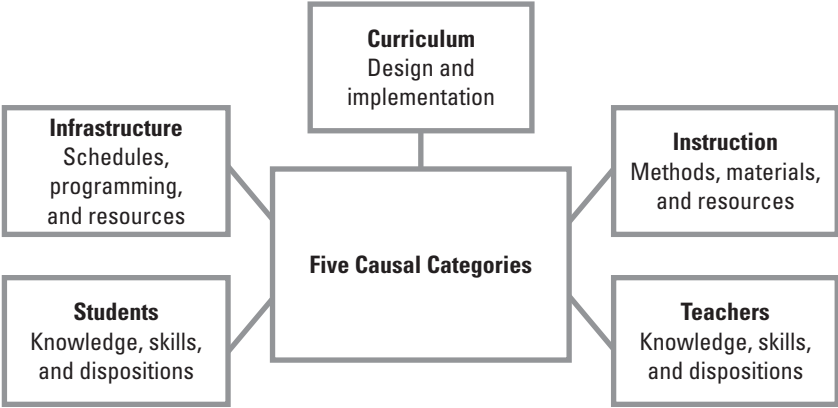 Curriculum
Design and
implementation
Infrastructure
Schedules,
programming,
and resources
Instruction
Methods, materials,
and resources
Five Causal Categories
Students
Knowledge, skills,
and dispositions
Teachers
Knowledge, skills,
and dispositions